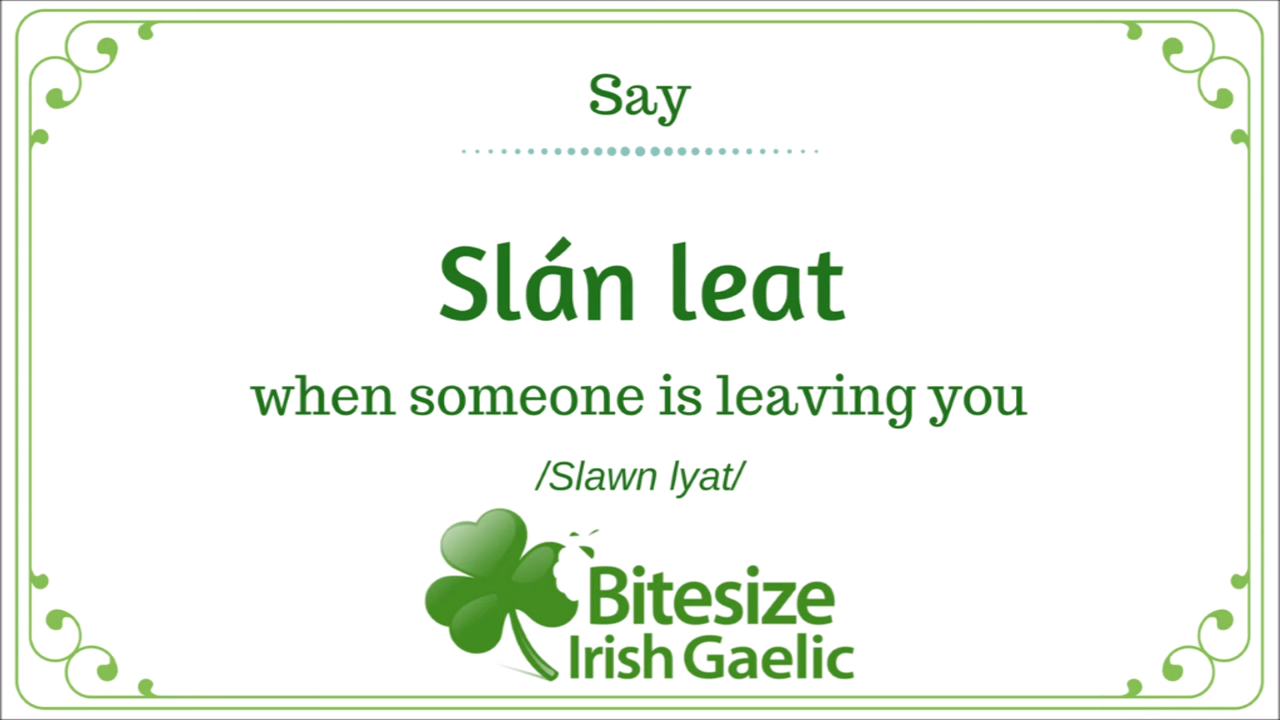 Say
Slán leat
when someone is leaving you
/Slawn lyat/
Bitesize
Irish Gaelic